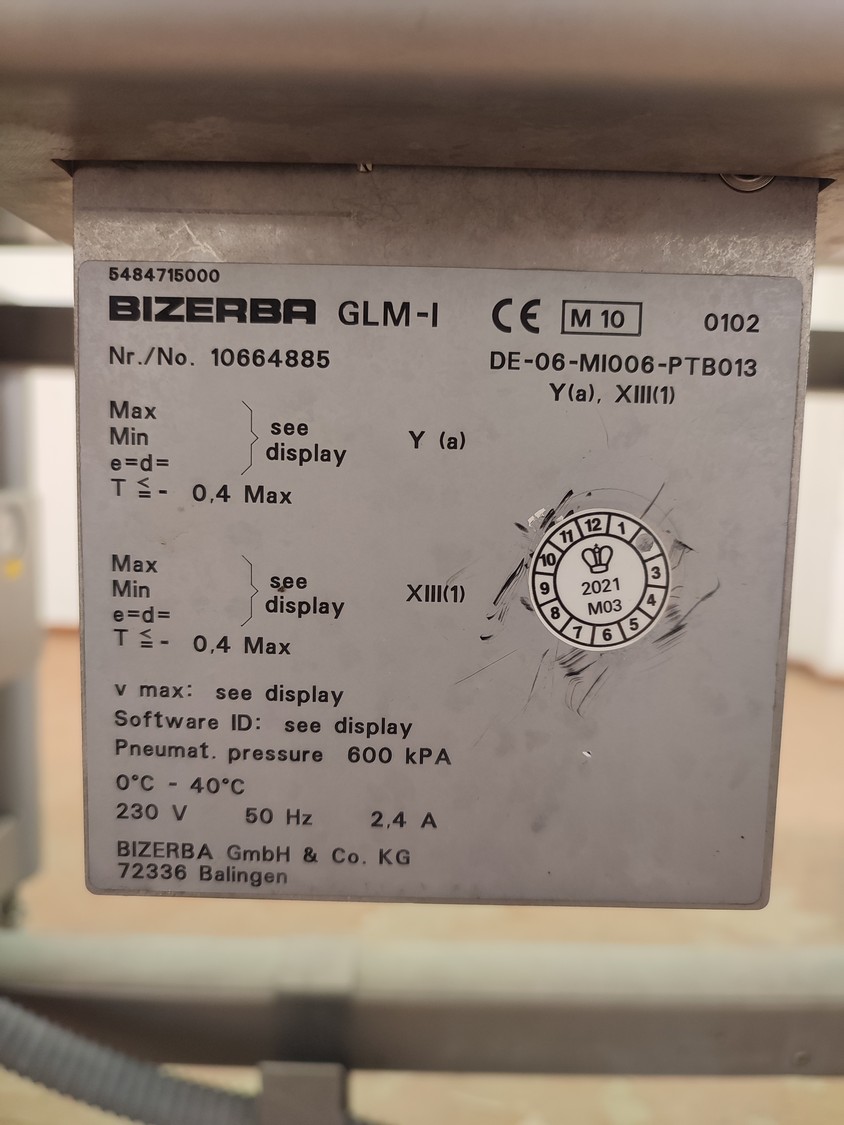 5484715000
BIZERBA GLM-I CE M 10 0102
Nr./No. 10664885 DE-06-MI006-PTB013
Y(a), XIII(1)
Max
Min
e=d=
see
display
Y (a)
T ≦ - 0,4 Max
Max
Min
e=d=
see
display
XIII(1)
T ≦ - 0,4 Max
12 1 3 4 5 6 7 8 9 10 11
2021
M03
v max: see display
Software ID: see display
Pneumat. pressure 600 kPA
0°C - 40°C
230 V 50 Hz 2,4 A
BIZERBA GmbH & Co. KG
72336 Balingen